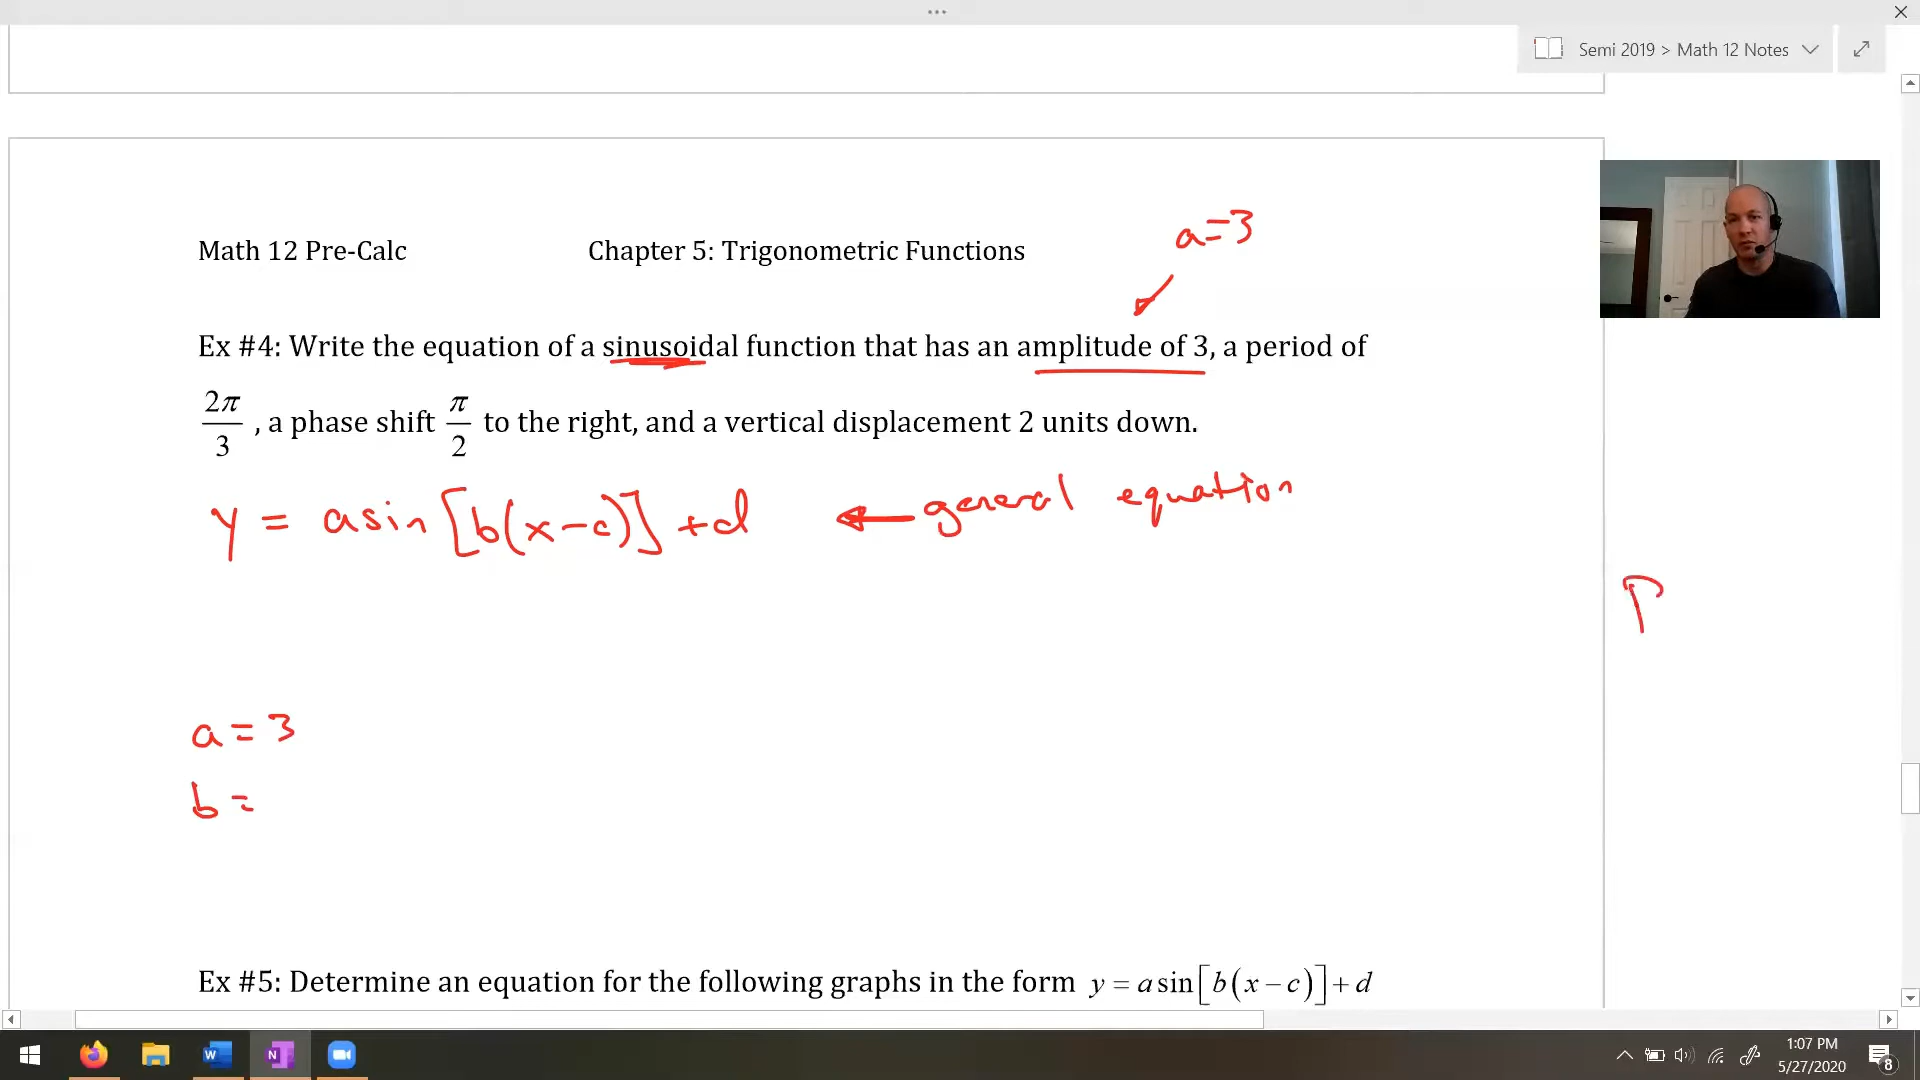 Semi 2019 > Math 12 Notes
Math 12 Pre-Calc Chapter 5: Trigonometric Functions
a=3
Ex #4: Write the equation of a sinusoidal function that has an amplitude of 3, a period of
2π/3 , a phase shift π/2 to the right, and a vertical displacement 2 units down.
y = asin[b(x-c)]+d ← general equation
P
a=3
b=
Ex #5: Determine an equation for the following graphs in the form y = a sin[b(x−c)]+d
W
N
1:07 PM
5/27/2020
8